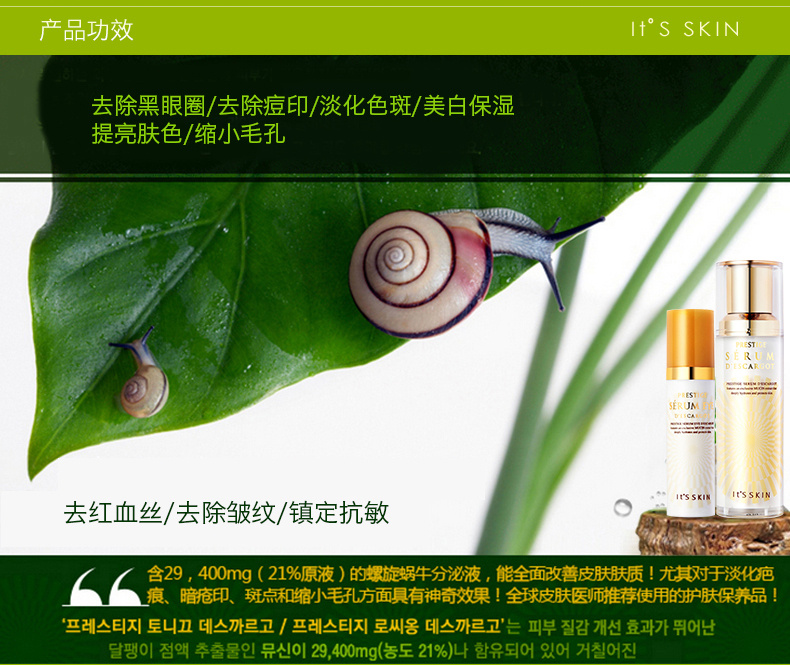 产品功效
It°S SKIN
去除黑眼圈/去除痘印/淡化色斑/美白保湿
提亮肤色/缩小毛孔
PRESTIGE
SÉRUM
D'ESCARGOT
It°S SKIN
SÉRUM
D'ESCARGOT
It°S SKIN
去红血丝/去除皱纹/镇定抗敏
含29，400mg（21%原液）的螺旋蜗牛分泌液，能全面改善皮肤肤质！尤其对于淡化疤
痕、暗疮印、斑点和缩小毛孔方面具有神奇效果！全球皮肤医师推荐使用的护肤保养品！
‘프레스티지 토니끄 데스까르고 / 프레스티지 로씨옹 데스까르고’는 피부 질감 개선 효과가 뛰어난
달팽이 점액 추출물인 뮤신이 29,400mg(농도 21%)나 함유되어 있어 거칠어진